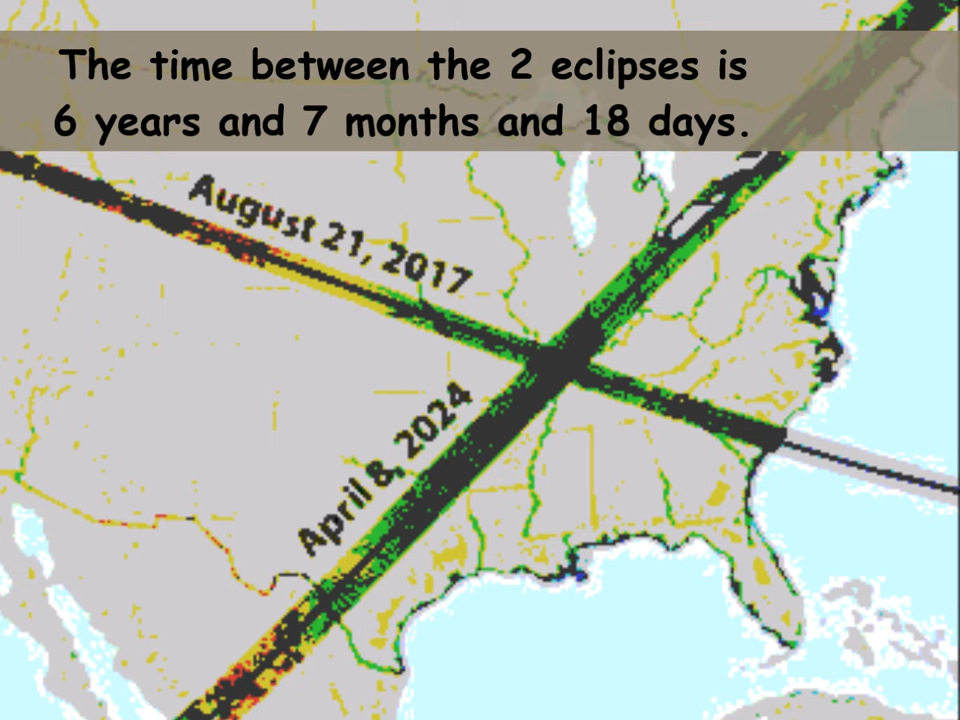 The time between the 2 eclipses is
6 years and 7 months and 18 days.
August 21, 2017
April 8, 2024